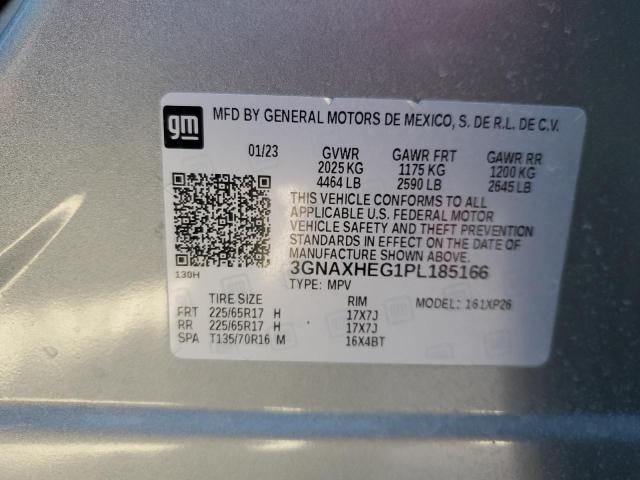 gm
MFD BY GENERAL MOTORS DE MEXICO, S. DE R.L. DE C.V.
01/23 GVWR GAWR FRT GAWR RR
2025 KG 1175 KG 1200 KG
4464 LB 2590 LB 2645 LB
THIS VEHICLE CONFORMS TO ALL
APPLICABLE U.S. FEDERAL MOTOR
VEHICLE SAFETY AND THEFT PREVENTION
STANDARDS IN EFFECT ON THE DATE OF
MANUFACTURE SHOWN ABOVE.
130H 3GNAXHEG1PL185166
TYPE: MPV
TIRE SIZE RIM MODEL: 161XP26
FRT 225/65R17 H 17X7J
RR 225/65R17 H 17X7J
SPA T135/70R16 M 16X4BT